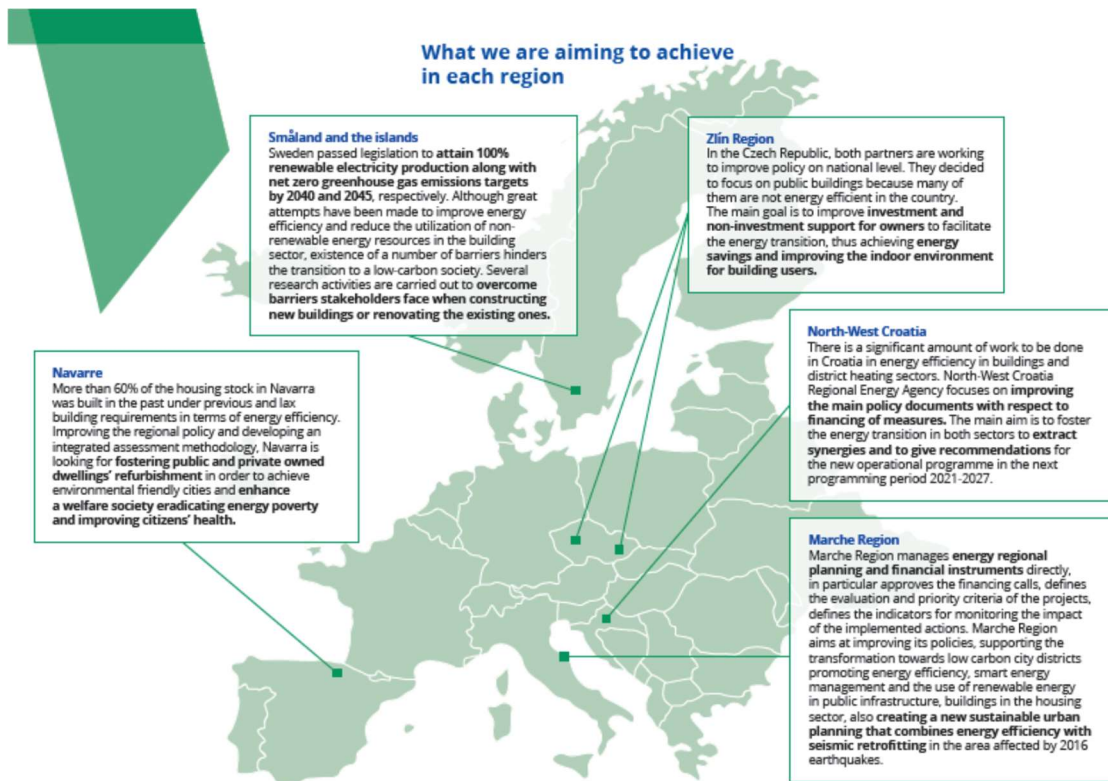 What we are aiming to achieve
in each region
Småland and the islands
Sweden passed legislation to attain 100%
renewable electricity production along with
net zero greenhouse gas emissions targets
by 2040 and 2045, respectively. Although great
attempts have been made to improve energy
efficiency and reduce the utilization of non-
renewable energy resources in the building
sector, existence of a number of barriers hinders
the transition to a low-carbon society. Several
research activities are carried out to overcome
barriers stakeholders face when constructing
new buildings or renovating the existing ones.
Zlín Region
In the Czech Republic, both partners are working
to improve policy on national level. They decided
to focus on public buildings because many of
them are not energy efficient in the country.
The main goal is to improve investment and
non-investment support for owners to facilitate
the energy transition, thus achieving energy
savings and improving the indoor environment
for building users.
North-West Croatia
There is a significant amount of work to be done
in Croatia in energy efficiency in buildings and
district heating sectors. North-West Croatia
Regional Energy Agency focuses on improving
the main policy documents with respect to
financing of measures. The main aim is to foster
the energy transition in both sectors to extract
synergies and to give recommendations for
the new operational programme in the next
programming period 2021-2027.
Navarre
More than 60% of the housing stock in Navarra
was built in the past under previous and lax
building requirements in terms of energy efficiency.
Improving the regional policy and developing an
integrated assessment methodology, Navarra is
looking for fostering public and private owned
dwellings' refurbishment in order to achieve
environmental friendly cities and enhance
a welfare society eradicating energy poverty
and improving citizens' health.
Marche Region
Marche Region manages energy regional
planning and financial instruments directly,
in particular approves the financing calls, defines
the evaluation and priority criteria of the projects,
defines the indicators for monitoring the impact
of the implemented actions. Marche Region
aims at improving its policies, supporting the
transformation towards low carbon city districts
promoting energy efficiency, smart energy
management and the use of renewable energy
in public infrastructure, buildings in the housing
sector, also creating a new sustainable urban
planning that combines energy efficiency with
seismic retrofitting in the area affected by 2016
earthquakes.